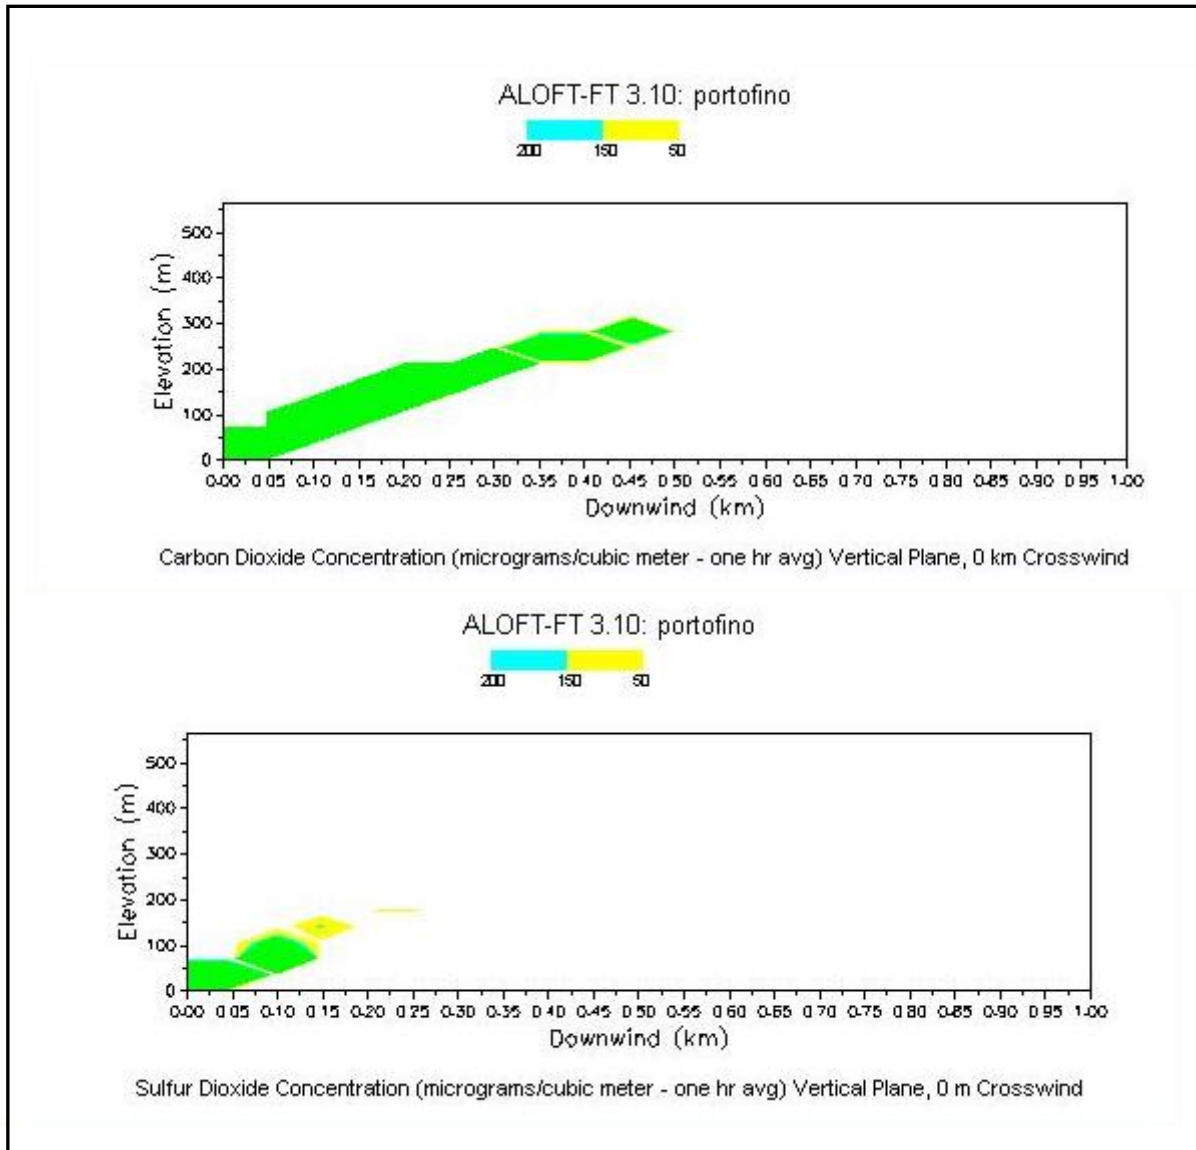 ALOFT-FT 3.10: portofino
200 150 50
Elevation (m)
500
400
300
200
100
0
0.00 0.05 0.10 0.15 0.20 0.25 0.30 0.35 0.40 0.45 0.50 0.55 0.60 0.65 0.70 0.75 0.80 0.85 0.90 0.95 1.00
Downwind (km)
Carbon Dioxide Concentration (micrograms/cubic meter - one hr avg) Vertical Plane, 0 km Crosswind
ALOFT-FT 3.10: portofino
200 150 50
Elevation (m)
500
400
300
200
100
0
0.00 0.05 0.10 0.15 0.20 0.25 0.30 0.35 0.40 0.45 0.50 0.55 0.60 0.65 0.70 0.75 0.80 0.85 0.90 0.95 1.00
Downwind (km)
Sulfur Dioxide Concentration (micrograms/cubic meter - one hr avg) Vertical Plane, 0 m Crosswind